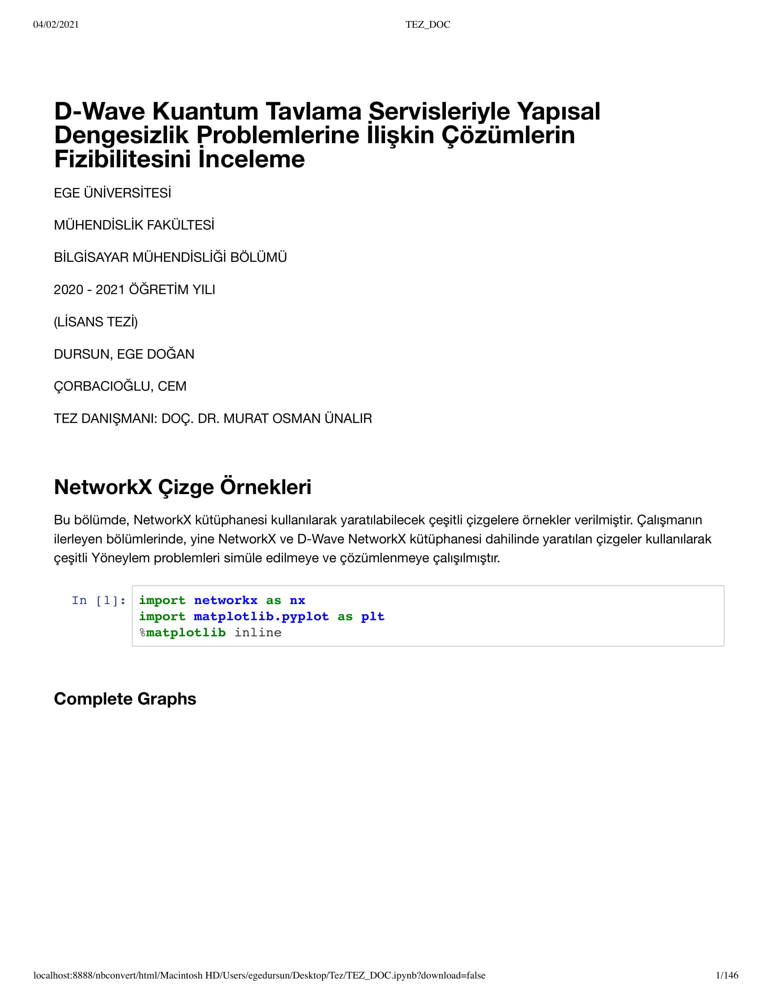 04/02/2021
TEZ_DOC
D-Wave Kuantum Tavlama Servisleriyle Yapısal
Dengesizlik Problemlerine İlişkin Çözümlerin
Fizibilitesini İnceleme
EGE ÜNİVERSİTESİ
MÜHENDİSLİK FAKÜLTESİ
BİLGİSAYAR MÜHENDİSLİĞİ BÖLÜMÜ
2020 - 2021 ÖĞRETİM YILI
(LİSANS TEZİ)
DURSUN, EGE DOĞAN
ÇORBACIOĞLU, CEM
TEZ DANIŞMANI: DOÇ. DR. MURAT OSMAN ÜNALIR
NetworkX Çizge Örnekleri
Bu bölümde, NetworkX kütüphanesi kullanılarak yaratılabilecek çeşitli çizgelere örnekler verilmiştir. Çalışmanın
ilerleyen bölümlerinde, yine NetworkX ve D-Wave NetworkX kütüphanesi dahilinde yaratılan çizgeler kullanılarak
çeşitli Yöneylem problemleri simüle edilmeye ve çözümlenmeye çalışılmıştır.
In [1]: import networkx as nx
import matplotlib.pyplot as plt
%matplotlib inline
Complete Graphs
localhost:8888/nbconvert/html/Macintosh HD/Users/egedursun/Desktop/Tez/TEZ_DOC.ipynb?download=false
1/146